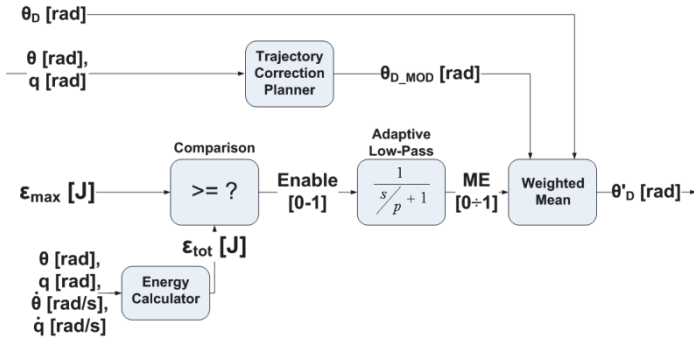 θD [rad]
θ [rad],
q [rad]
Trajectory
Correction
Planner
θD_MOD [rad]
Comparison
Adaptive
Low-Pass
εmax [J]
>= ?
Enable
[0-1]
1
s/p + 1
ME
[0÷1]
Weighted
Mean
θ'D [rad]
εtot [J]
θ [rad],
q [rad],
θ̇ [rad/s],
q̇ [rad/s]
Energy
Calculator